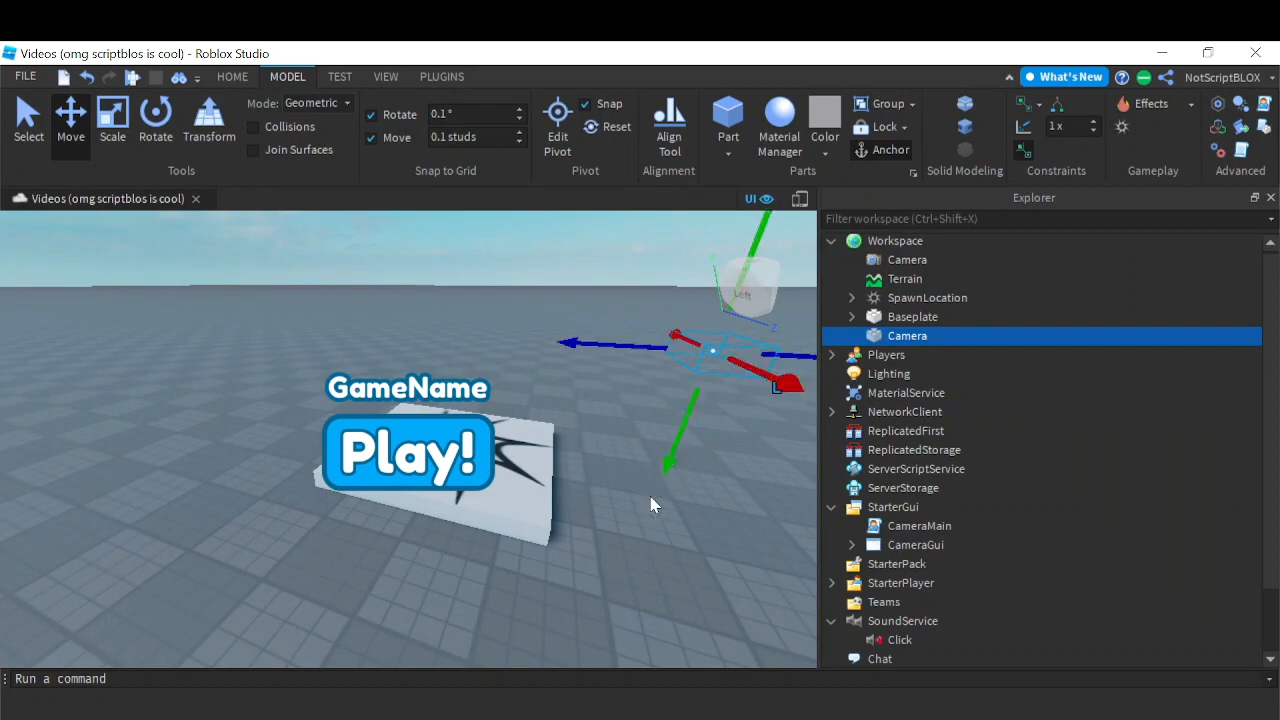 Videos (omg scriptblos is cool) - Roblox Studio
FILE HOME MODEL TEST VIEW PLUGINS What's New NotScriptBLOX
Select Move Scale Rotate Transform
Mode: Geometric
Collisions
Join Surfaces
Tools
Rotate 0.1 °
Move 0.1 studs
Snap to Grid
Edit Pivot
Snap
Reset
Pivot
Align Tool
Alignment
Part
Material Manager
Color
Group
Lock
Anchor
Parts
Solid Modeling
1 x
Constraints
Effects
Gameplay
Advanced
Videos (omg scriptblos is cool) UI
Explorer
Filter workspace (Ctrl+Shift+X)
Workspace
Camera
Terrain
SpawnLocation
Baseplate
Camera
Players
Lighting
MaterialService
NetworkClient
ReplicatedFirst
ReplicatedStorage
ServerScriptService
ServerStorage
StarterGui
CameraMain
CameraGui
StarterPack
StarterPlayer
Teams
SoundService
Click
Chat
Left
Z
L
GameName
Play!
Run a command